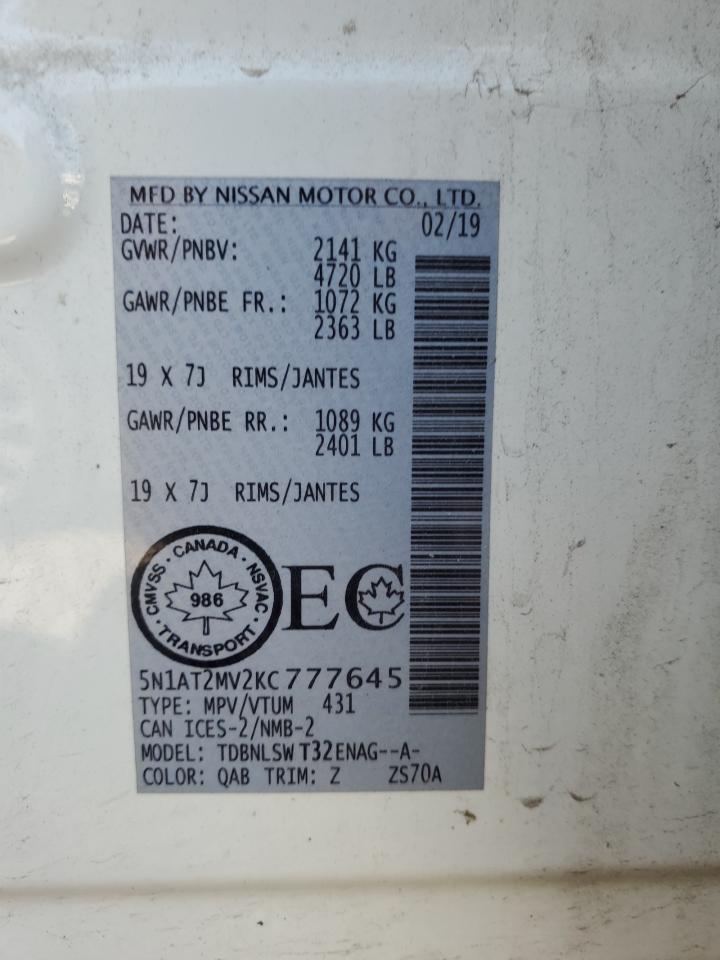 MFD BY NISSAN MOTOR CO., LTD.
DATE: 02/19
GVWR/PNBV: 2141 KG
4720 LB
GAWR/PNBE FR.: 1072 KG
2363 LB
19 X 7J RIMS/JANTES
GAWR/PNBE RR.: 1089 KG
2401 LB
19 X 7J RIMS/JANTES
CMVSS · CANADA · NSVAC · TRANSPORT ·
986
EC
5N1AT2MV2KC777645
TYPE: MPV/VTUM 431
CAN ICES-2/NMB-2
MODEL: TDBNLSW T32ENAG--A-
COLOR: QAB TRIM: Z ZS70A